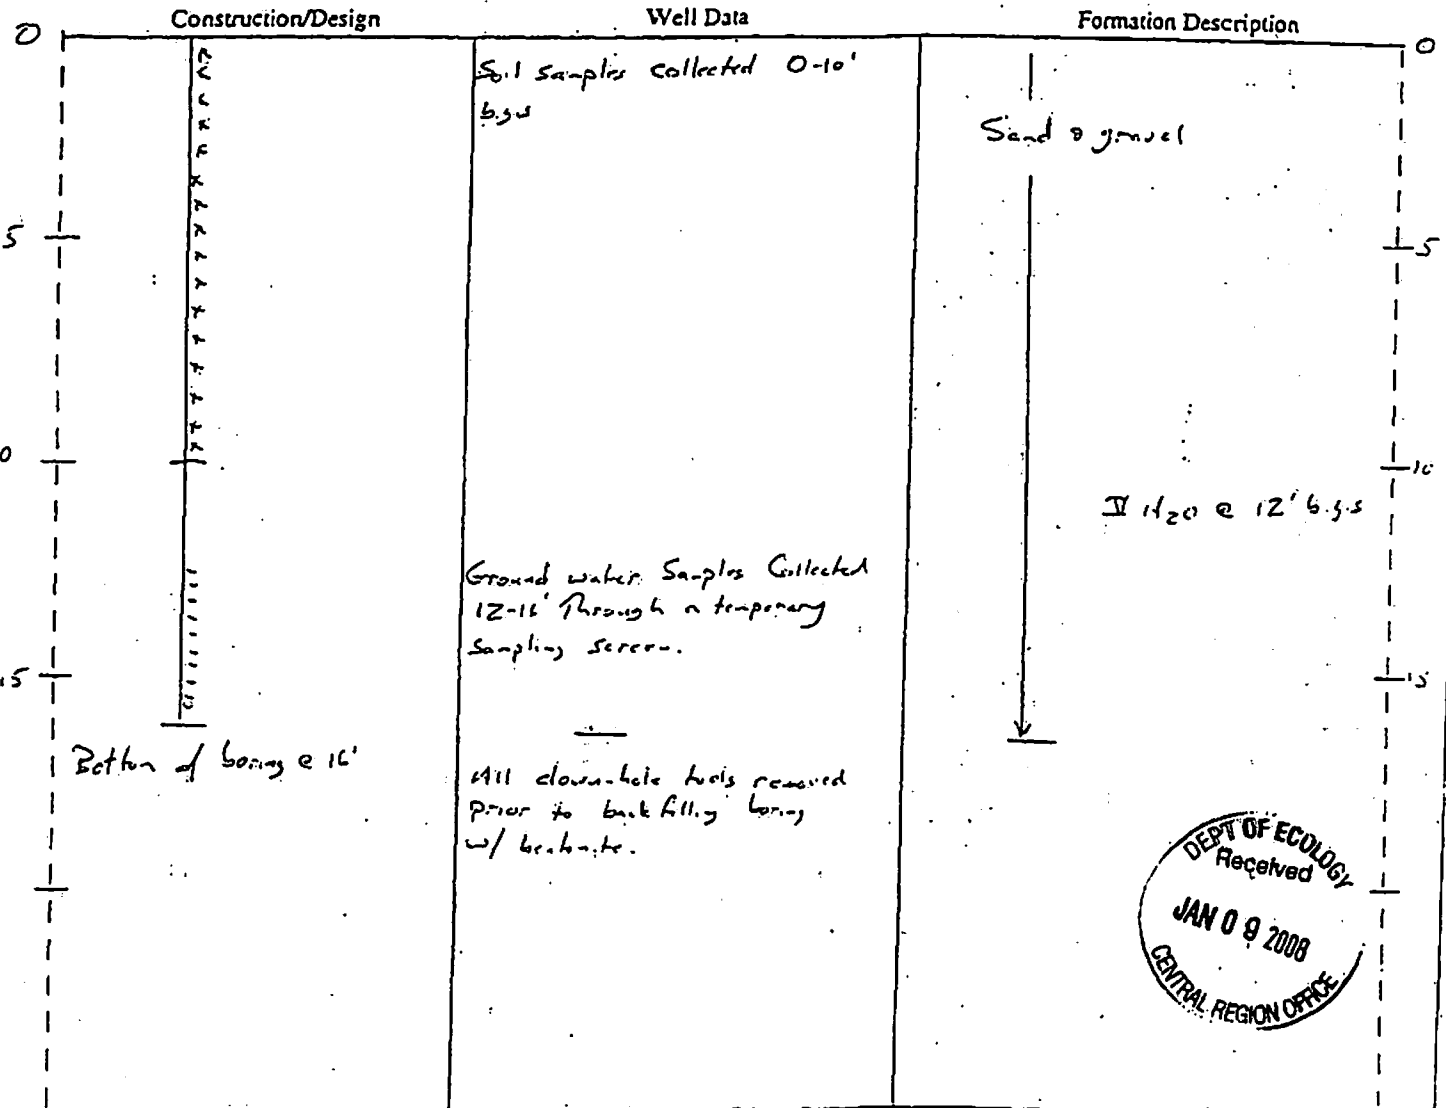 Construction/Design
Well Data
Formation Description
0
0
Soil samples collected 0-10'
b.g.s
Sand & gravel
5
5
0
10
▽ H2O @ 12' b.g.s
Ground water Samples Collected
12-16' Through a temporary
Sampling screen.
15
15
Bottom of boring @ 16'
All down-hole tools removed
prior to backfilling boring
w/ bentonite.
DEPT OF ECOLOGY
Received
JAN 09 2008
CENTRAL REGION OFFICE